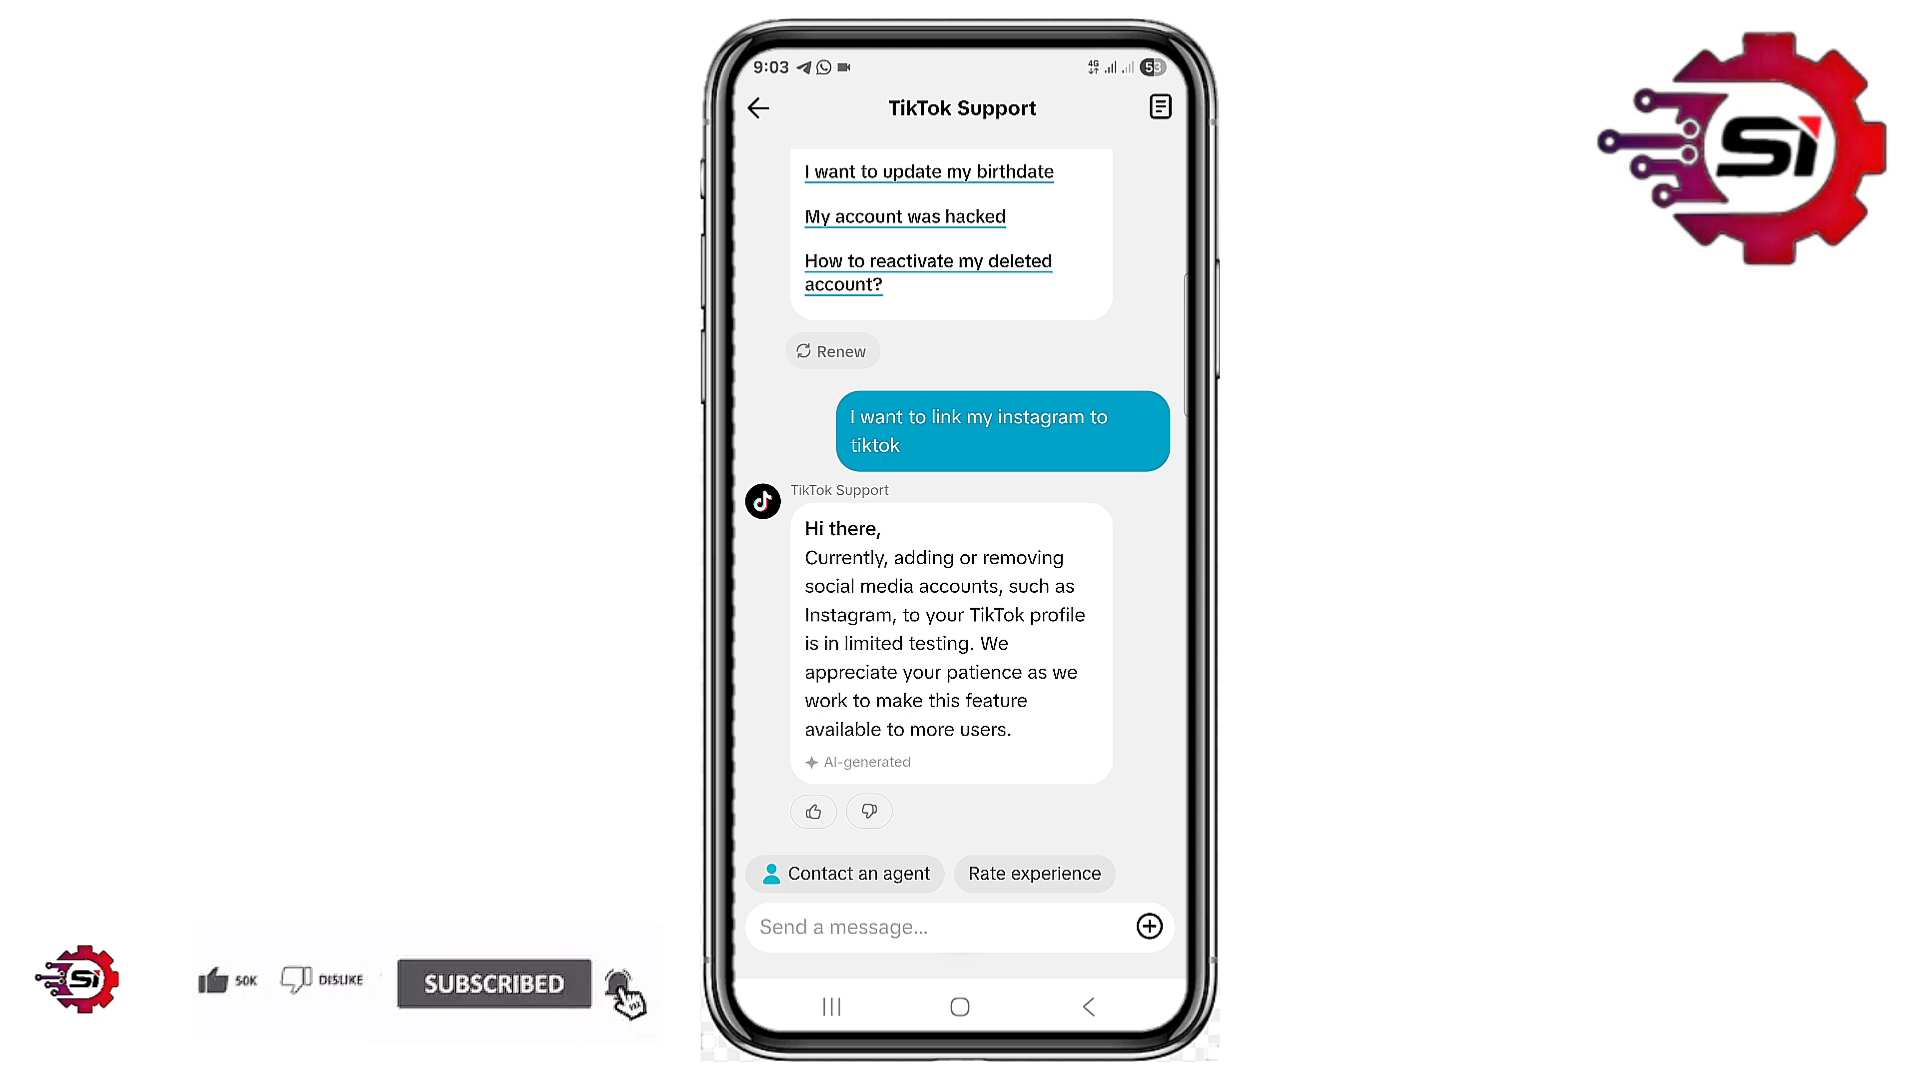 9:03
4G
53
TikTok Support
I want to update my birthdate
My account was hacked
How to reactivate my deleted
account?
Renew
I want to link my instagram to
tiktok
TikTok Support
Hi there,
Currently, adding or removing
social media accounts, such as
Instagram, to your TikTok profile
is in limited testing. We
appreciate your patience as we
work to make this feature
available to more users.
AI-generated
Contact an agent
Rate experience
Send a message...
Si
Si
50K
DISLIKE
SUBSCRIBED